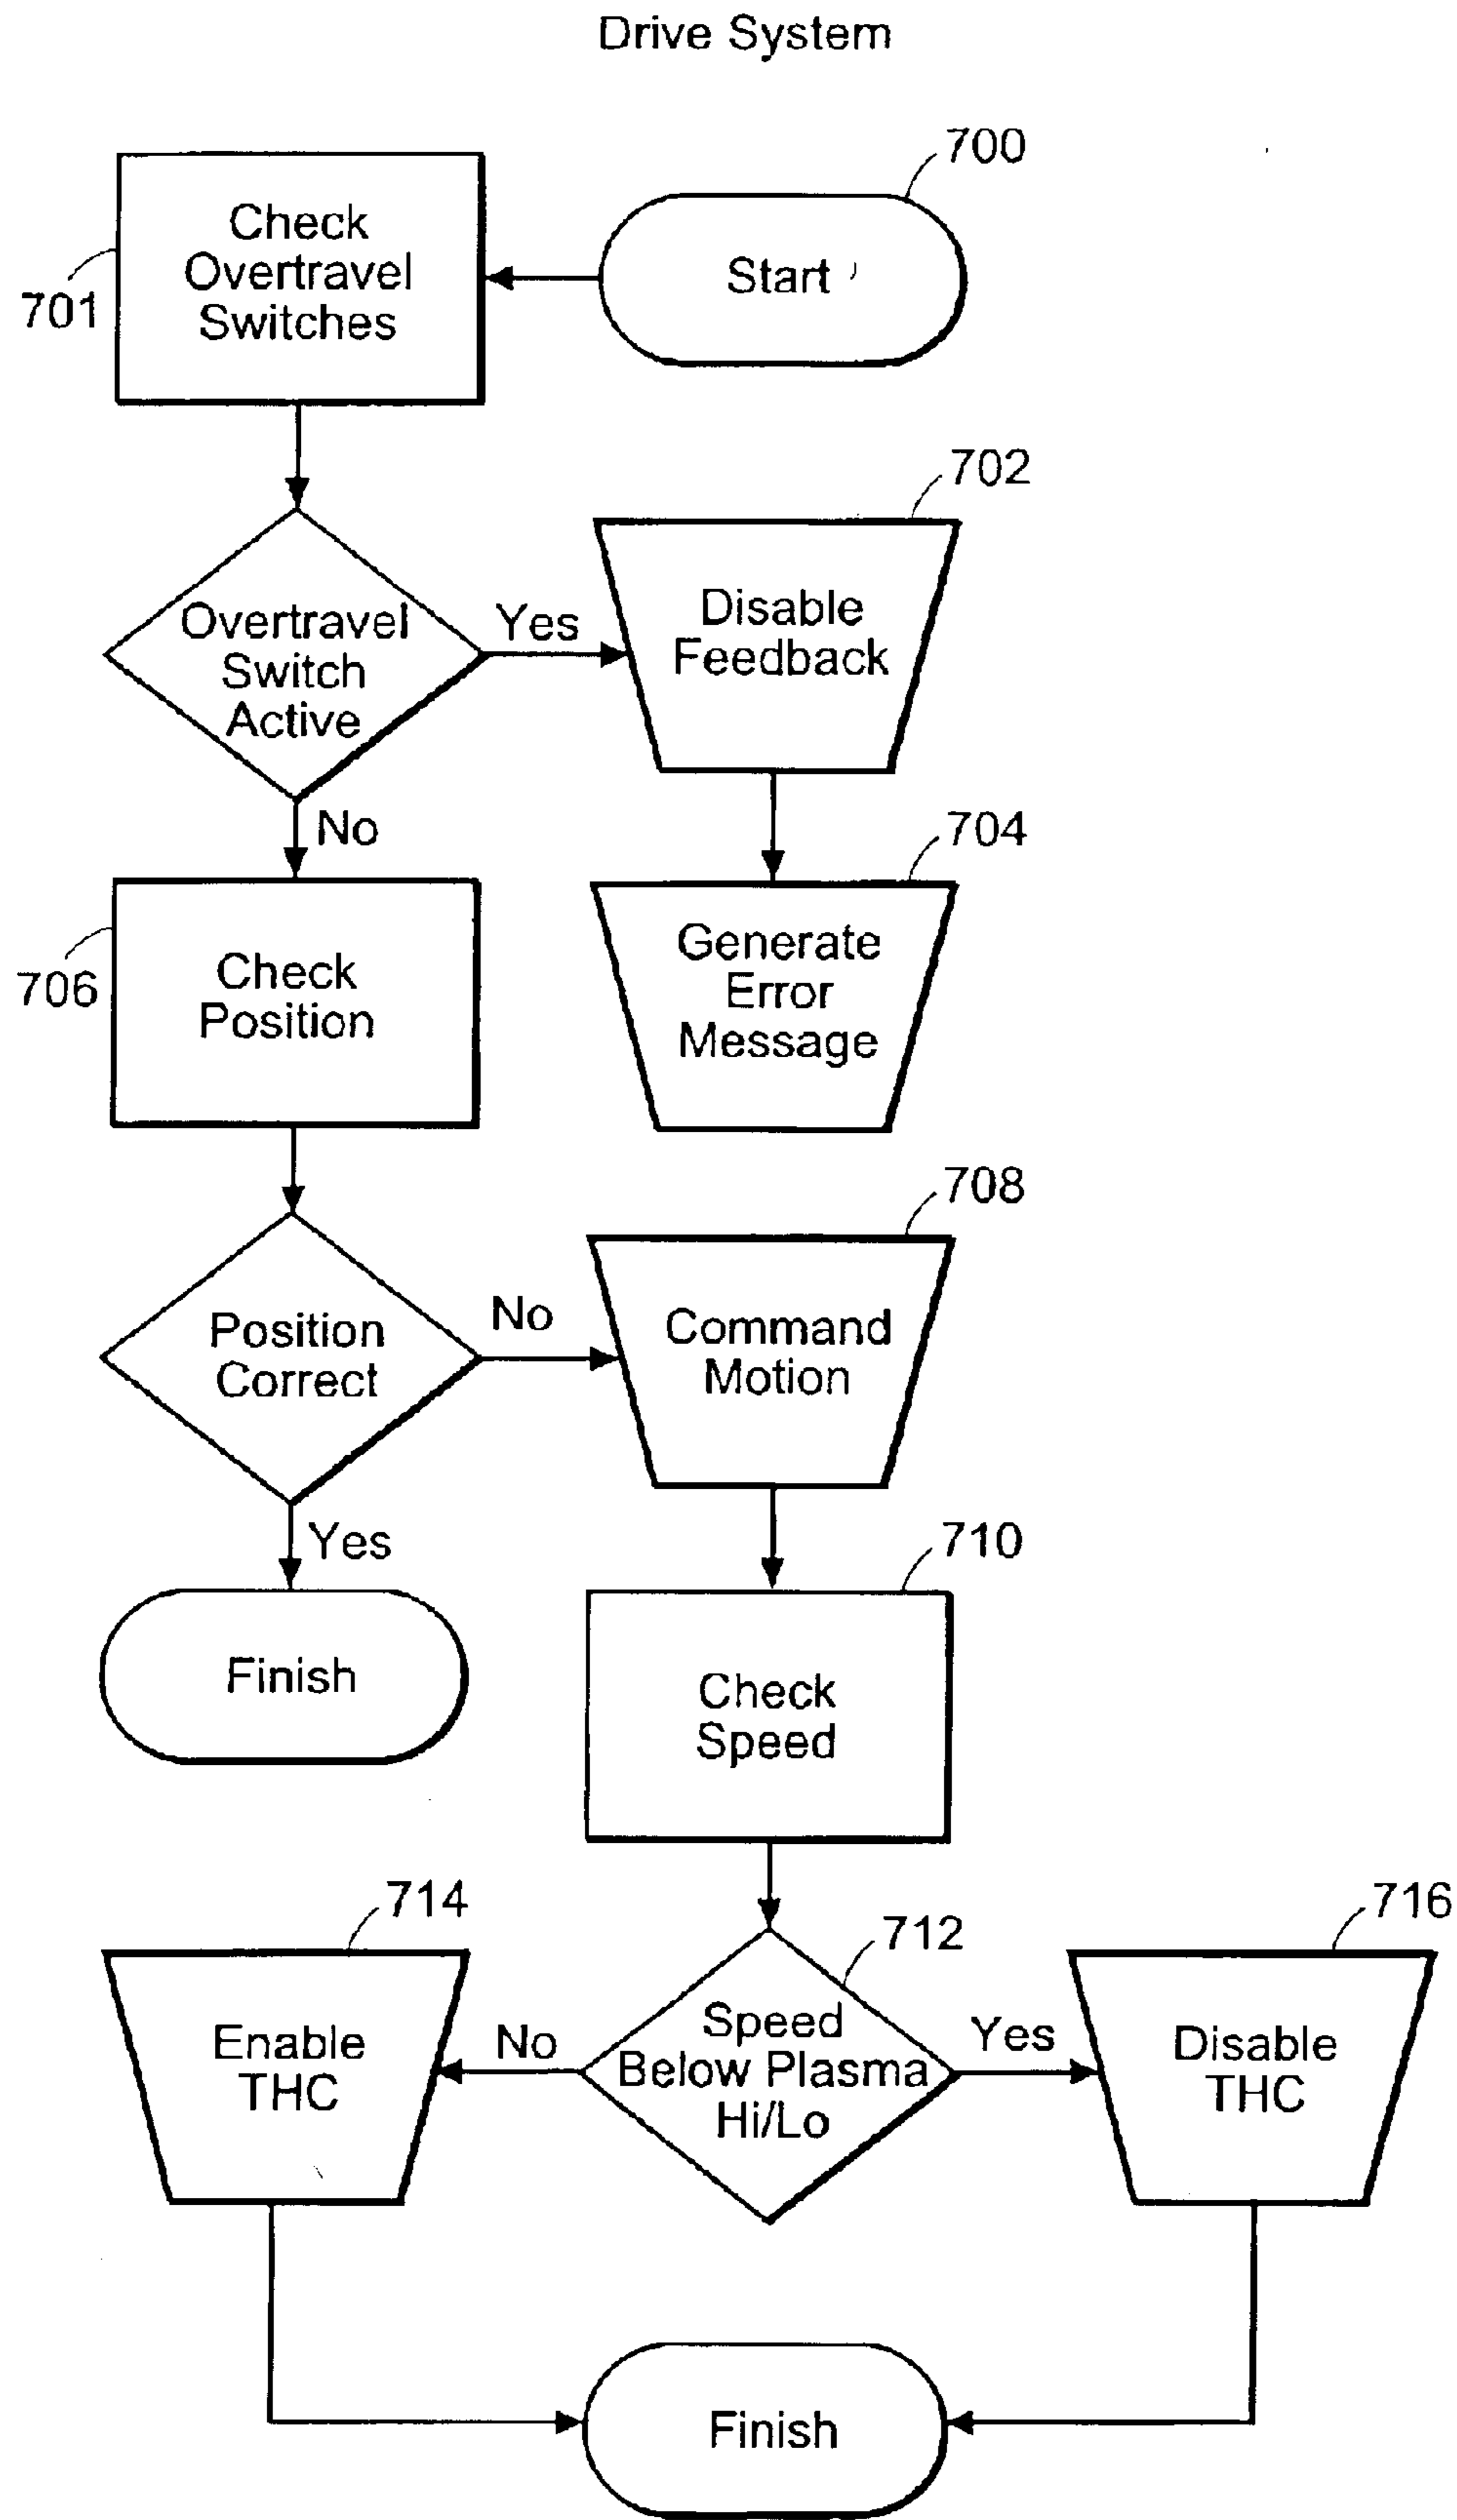 Drive System
700
Start
Check
Overtravel
Switches
701
702
Overtravel
Switch
Active
Yes
Disable
Feedback
No
704
Generate
Error
Message
706
Check
Position
708
Position
Correct
No
Command
Motion
Yes
710
Finish
Check
Speed
714
712
716
Enable
THC
No
Speed
Below Plasma
Hi/Lo
Yes
Disable
THC
Finish